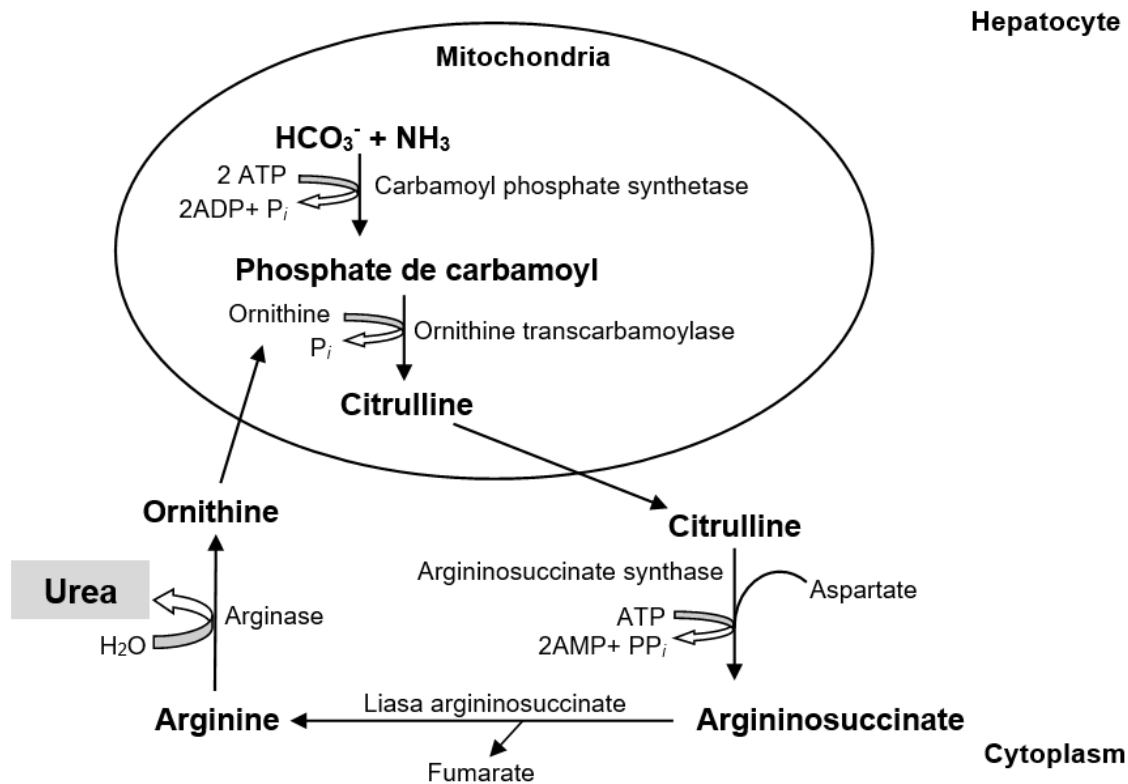 Hepatocyte
Mitochondria
HCO₃⁻ + NH₃
2 ATP
Carbamoyl phosphate synthetase
2ADP+ Pᵢ
Phosphate de carbamoyl
Ornithine
Ornithine transcarbamoylase
Pᵢ
Citrulline
Ornithine
Citrulline
Argininosuccinate synthase
Aspartate
Urea
Arginase
ATP
H₂O
2AMP+ PPᵢ
Liasa argininosuccinate
Arginine
Argininosuccinate
Cytoplasm
Fumarate